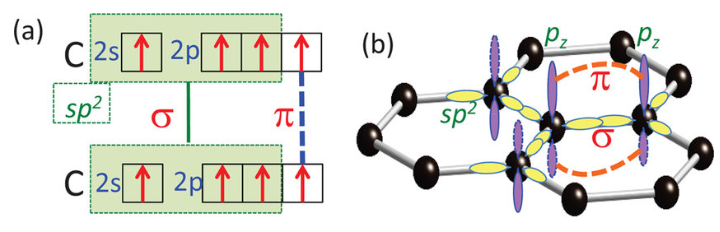 (a)
C 2s 2p
sp²
σ π
C 2s 2p
(b)
p_z p_z
π
sp²
σ